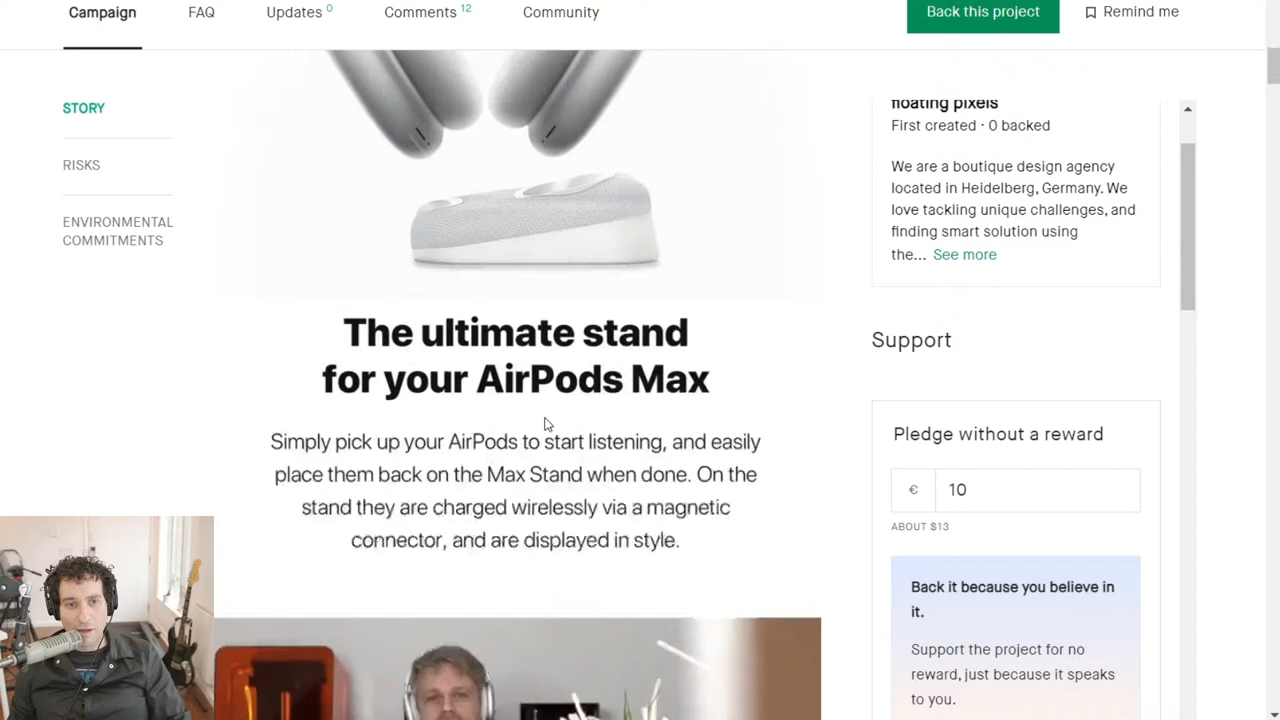 Campaign
FAQ
Updates 0
Comments 12
Community
Back this project
Remind me
STORY
RISKS
ENVIRONMENTAL
COMMITMENTS
The ultimate stand
for your AirPods Max
Simply pick up your AirPods to start listening, and easily
place them back on the Max Stand when done. On the
stand they are charged wirelessly via a magnetic
connector, and are displayed in style.
floating pixels
First created · 0 backed
We are a boutique design agency
located in Heidelberg, Germany. We
love tackling unique challenges, and
finding smart solution using
the... See more
Support
Pledge without a reward
€ 10
ABOUT $13
Back it because you believe in
it.
Support the project for no
reward, just because it speaks
to you.